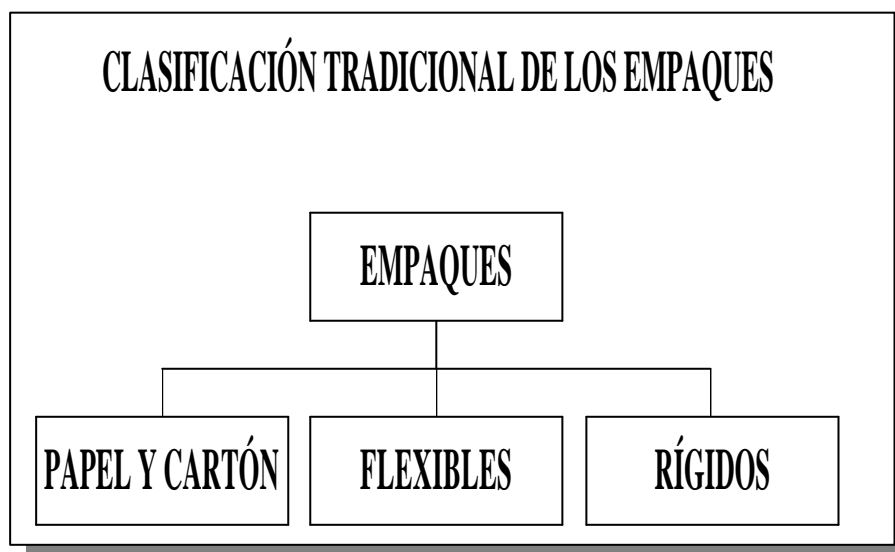 CLASIFICACIÓN TRADICIONAL DE LOS EMPAQUES
EMPAQUES
PAPEL Y CARTÓN
FLEXIBLES
RÍGIDOS